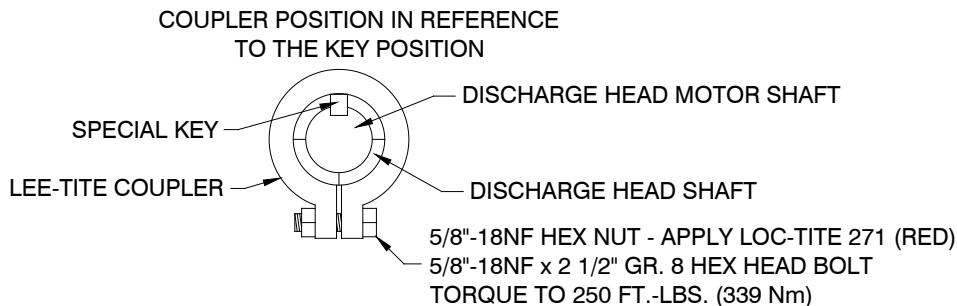 COUPLER POSITION IN REFERENCE
TO THE KEY POSITION
DISCHARGE HEAD MOTOR SHAFT
SPECIAL KEY
LEE-TITE COUPLER
DISCHARGE HEAD SHAFT
5/8"-18NF HEX NUT - APPLY LOC-TITE 271 (RED)
5/8"-18NF x 2 1/2" GR. 8 HEX HEAD BOLT
TORQUE TO 250 FT.-LBS. (339 Nm)